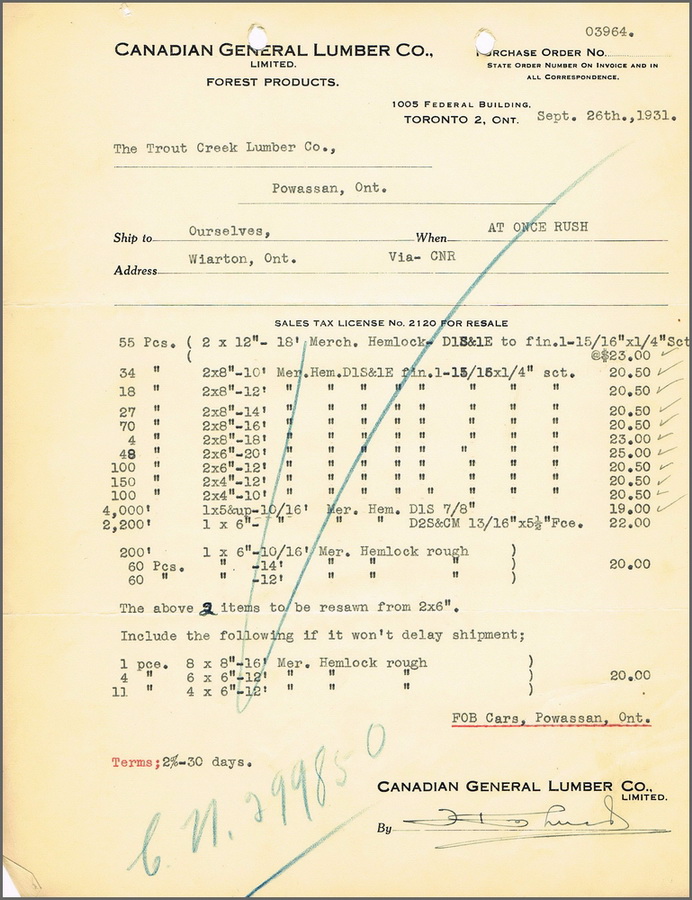 03964.
CANADIAN GENERAL LUMBER CO.,
LIMITED.
FOREST PRODUCTS.
PURCHASE ORDER NO.
STATE ORDER NUMBER ON INVOICE AND IN
ALL CORRESPONDENCE.
1005 FEDERAL BUILDING.
TORONTO 2, ONT. Sept. 26th.,1931.
The Trout Creek Lumber Co.,
Powassan, Ont.
Ship to Ourselves, When AT ONCE RUSH
Address Wiarton, Ont. Via- CNR
SALES TAX LICENSE No. 2120 FOR RESALE
55 Pcs. ( 2 x 12"- 18' Merch. Hemlock- D1S&1E to fin.1-15/16"x1/4"Sct
( @$23.00
34 " 2x8"-10' Mer.Hem.D1S&1E fin.1-15/16x1/4" sct. 20.50
18 " 2x8"-12' " " " " " " " " 20.50
27 " 2x8"-14' " " " " " " " " 20.50
70 " 2x8"-16' " " " " " " " " 20.50
4 " 2x8"-18' " " " " " " " " 23.00
48 " 2x6"-20' " " " " " " " " 25.00
100 " 2x6"-12' " " " " " " " " 20.50
150 " 2x4"-12' " " " " " " " " 20.50
100 " 2x4"-10' " " " " " " " " 20.50
4,000' 1x5&up-10/16' Mer. Hem. D1S 7/8" 19.00
2,200' 1 x 6"- " " " D2S&CM 13/16"x5½"Fce. 22.00
200' 1 x 6"-10/16' Mer. Hemlock rough )
60 Pcs. " " -14' " " " ) 20.00
60 " " " -12' " " " )
The above 2 items to be resawn from 2x6".
Include the following if it won't delay shipment;
1 pce. 8 x 8"-16' Mer. Hemlock rough )
4 " 6 x 6"-12' " " " ) 20.00
11 " 4 x 6"-12' " " " )
FOB Cars, Powassan, Ont.
Terms;2%-30 days.
C.N. 299850
CANADIAN GENERAL LUMBER CO.,
LIMITED.
By